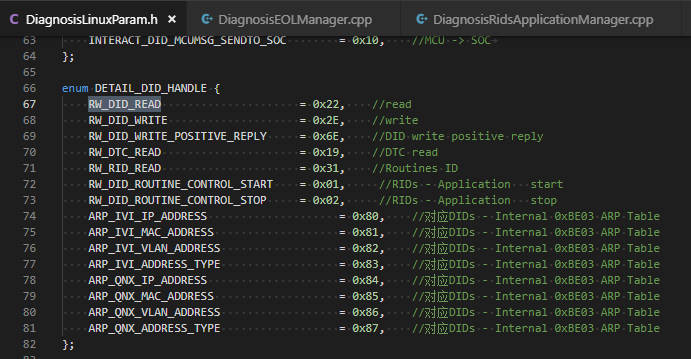 DiagnosisLinuxParam.h DiagnosisEOLManager.cpp DiagnosisRidsApplicationManager.cpp
63 INTERACT_DID_MCUMSG_SENDTO_SOC = 0x10, //MCU -> SOC
64 };
65
66 enum DETAIL_DID_HANDLE {
67 RW_DID_READ = 0x22, //read
68 RW_DID_WRITE = 0x2E, //write
69 RW_DID_WRITE_POSITIVE_REPLY = 0x6E, //DID write positive reply
70 RW_DTC_READ = 0x19, //DTC read
71 RW_RID_READ = 0x31, //Routines ID
72 RW_DID_ROUTINE_CONTROL_START = 0x01, //RIDs - Application start
73 RW_DID_ROUTINE_CONTROL_STOP = 0x02, //RIDs - Application stop
74 ARP_IVI_IP_ADDRESS = 0x80, //对应DIDs - Internal 0xBE03 ARP Table
75 ARP_IVI_MAC_ADDRESS = 0x81, //对应DIDs - Internal 0xBE03 ARP Table
76 ARP_IVI_VLAN_ADDRESS = 0x82, //对应DIDs - Internal 0xBE03 ARP Table
77 ARP_IVI_ADDRESS_TYPE = 0x83, //对应DIDs - Internal 0xBE03 ARP Table
78 ARP_QNX_IP_ADDRESS = 0x84, //对应DIDs - Internal 0xBE03 ARP Table
79 ARP_QNX_MAC_ADDRESS = 0x85, //对应DIDs - Internal 0xBE03 ARP Table
80 ARP_QNX_VLAN_ADDRESS = 0x86, //对应DIDs - Internal 0xBE03 ARP Table
81 ARP_QNX_ADDRESS_TYPE = 0x87, //对应DIDs - Internal 0xBE03 ARP Table
82 };